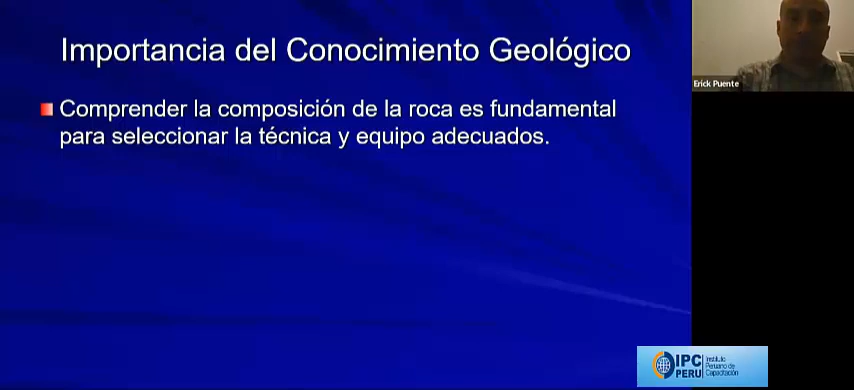 Importancia del Conocimiento Geológico
Comprender la composición de la roca es fundamental
para seleccionar la técnica y equipo adecuados.
Erick Puente
IPC
PERU
Instituto
Peruano de
Capacitación